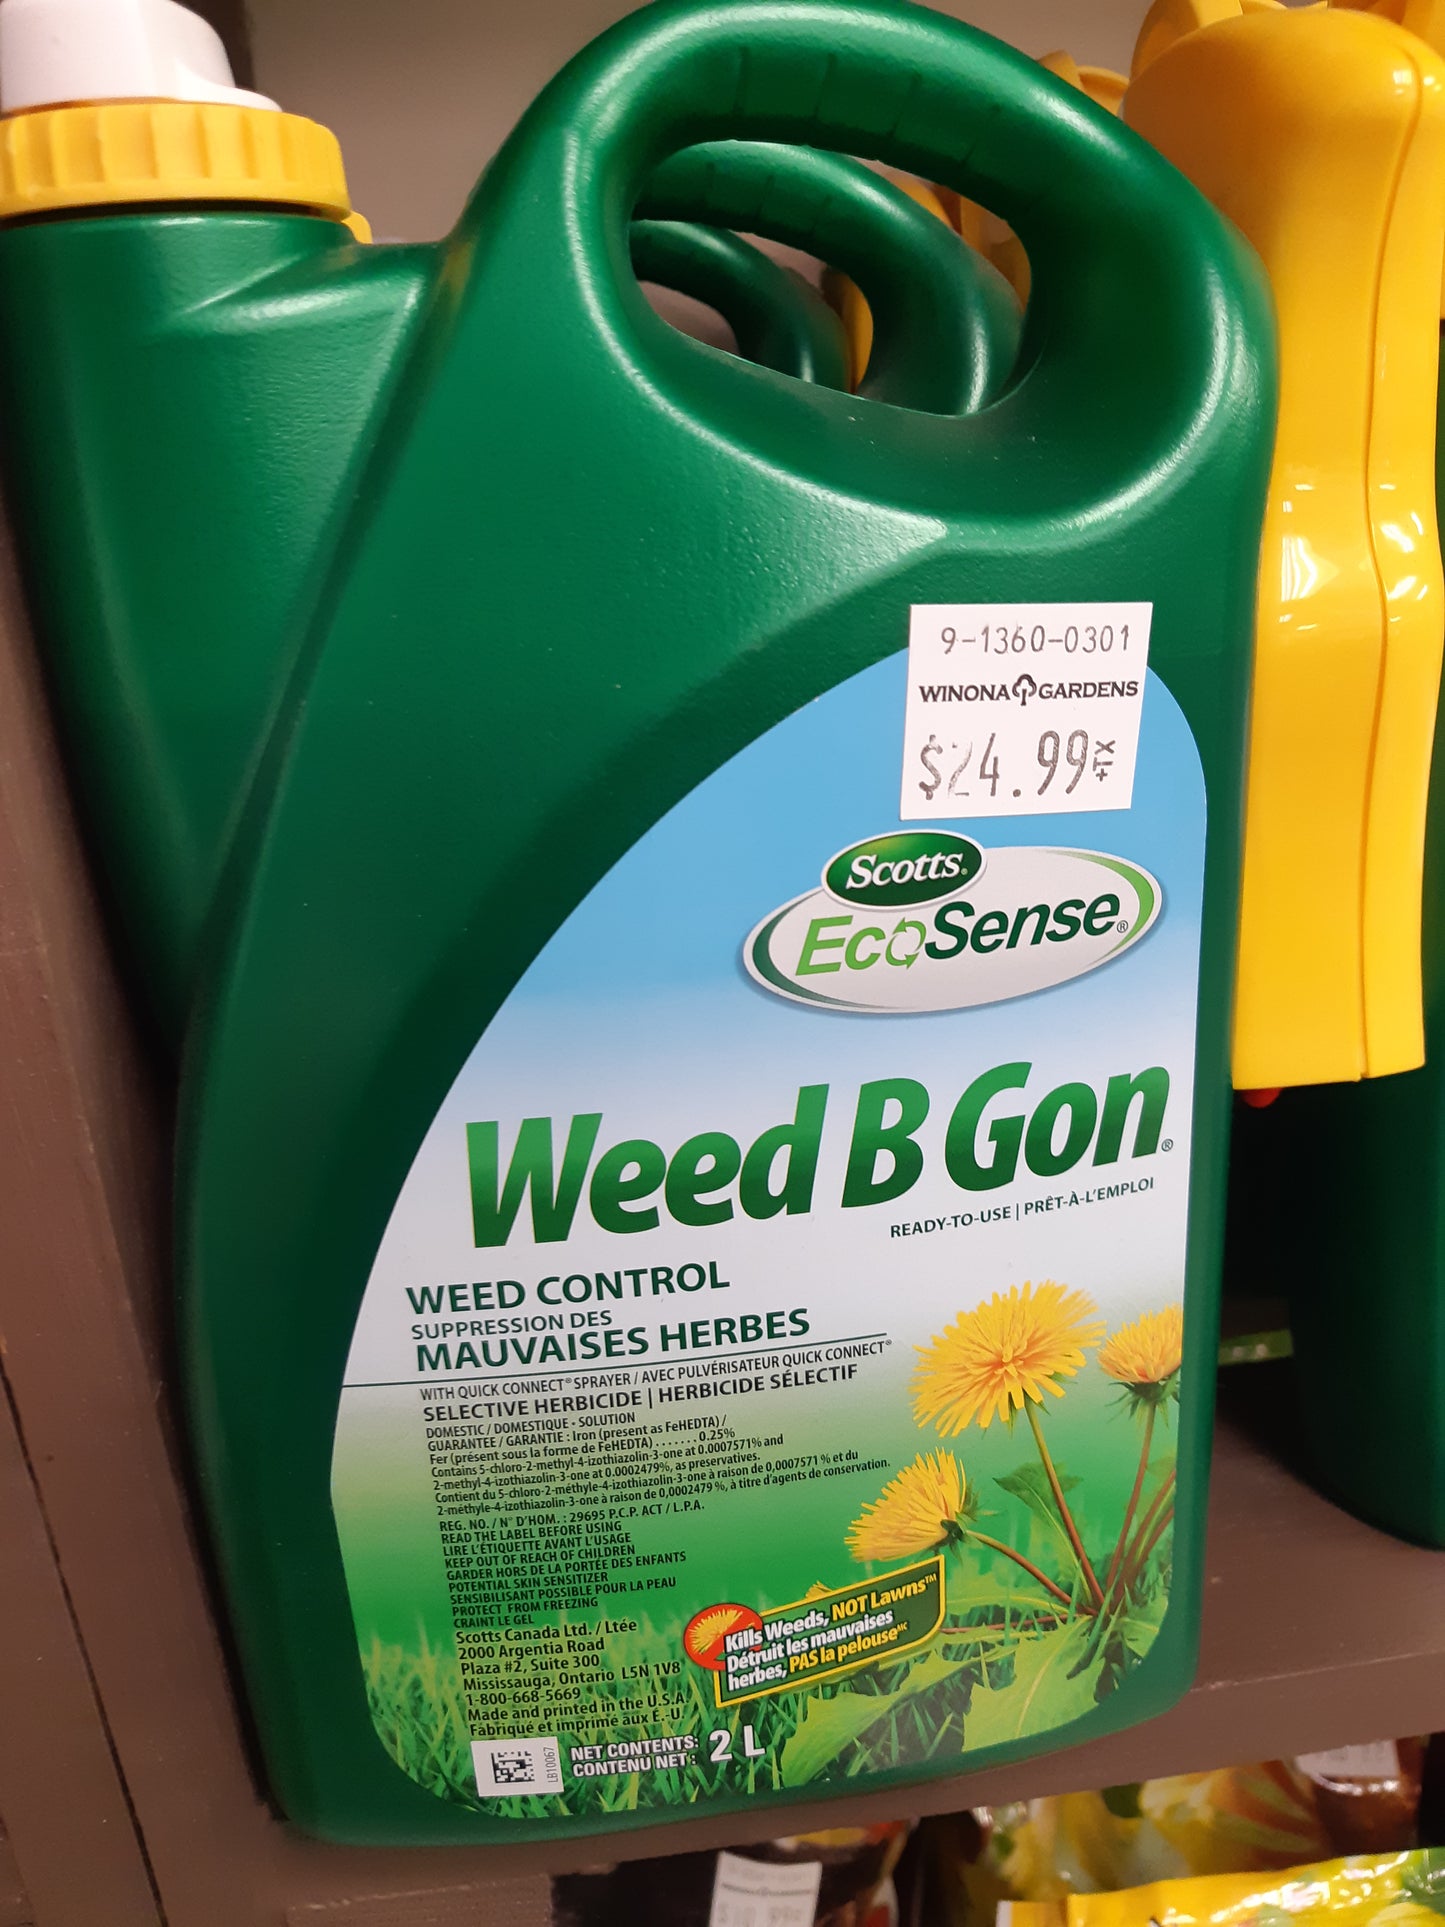 9-1360-0301
WINONA GARDENS
$24.99+TX
Scotts®
EcoSense®
Weed B Gon®
READY-TO-USE | PRÊT-À-L'EMPLOI
WEED CONTROL
SUPPRESSION DES
MAUVAISES HERBES
WITH QUICK CONNECT® SPRAYER / AVEC PULVÉRISATEUR QUICK CONNECT®
SELECTIVE HERBICIDE | HERBICIDE SÉLECTIF
DOMESTIC / DOMESTIQUE - SOLUTION
GUARANTEE / GARANTIE : Iron (present as FeHEDTA) /
Fer (présent sous la forme de FeHEDTA) .......0.25%
Contains 5-chloro-2-methyl-4-izothiazolin-3-one at 0.0007571% and
2-methyl-4-izothiazolin-3-one at 0.0002479%, as preservatives.
Contient du 5-chloro-2-méthyle-4-izothiazolin-3-one à raison de 0,0007571 % et du
2-méthyle-4-izothiazolin-3-one à raison de 0,0002479 %, à titre d'agents de conservation.
REG. NO. / N° D'HOM. : 29695 P.C.P. ACT / L.P.A.
READ THE LABEL BEFORE USING
LIRE L'ÉTIQUETTE AVANT L'USAGE
KEEP OUT OF REACH OF CHILDREN
GARDER HORS DE LA PORTÉE DES ENFANTS
POTENTIAL SKIN SENSITIZER
SENSIBILISANT POSSIBLE POUR LA PEAU
PROTECT FROM FREEZING
CRAINT LE GEL
Scotts Canada Ltd. / Ltée
2000 Argentia Road
Plaza #2, Suite 300
Mississauga, Ontario L5N 1V8
1-800-668-5669
Made and printed in the U.S.A.
Fabriqué et imprimé aux É.-U.
Kills Weeds, NOT Lawns™
Détruit les mauvaises
herbes, PAS la pelouse MC
LB10067
NET CONTENTS:
CONTENU NET :
2 L